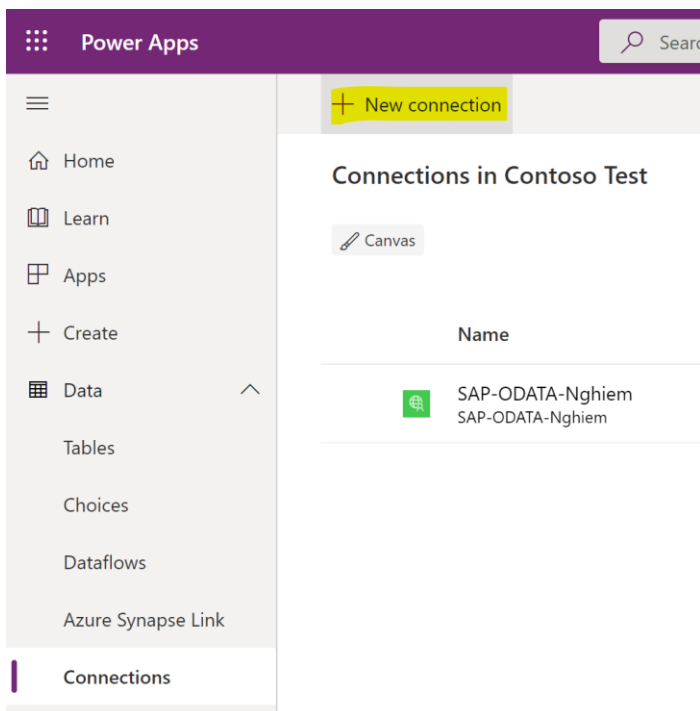 Power Apps
Sear
New connection
Home
Connections in Contoso Test
Learn
Canvas
Apps
Create
Name
Data
SAP-ODATA-Nghiem
SAP-ODATA-Nghiem
Tables
Choices
Dataflows
Azure Synapse Link
Connections